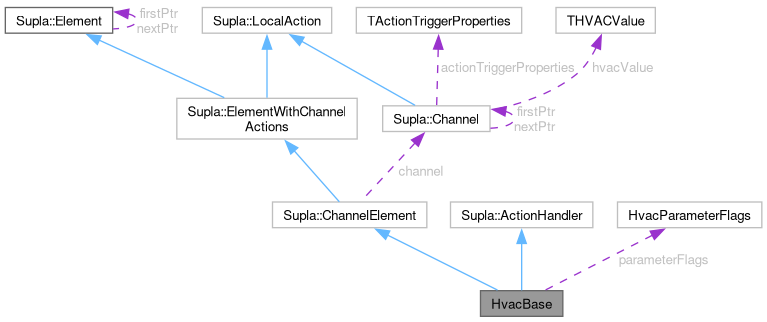 Supla::Element
firstPtr
nextPtr
Supla::LocalAction
TActionTriggerProperties
THVACValue
actionTriggerProperties
hvacValue
Supla::ElementWithChannel
Actions
Supla::Channel
firstPtr
nextPtr
channel
Supla::ChannelElement
Supla::ActionHandler
HvacParameterFlags
parameterFlags
HvacBase